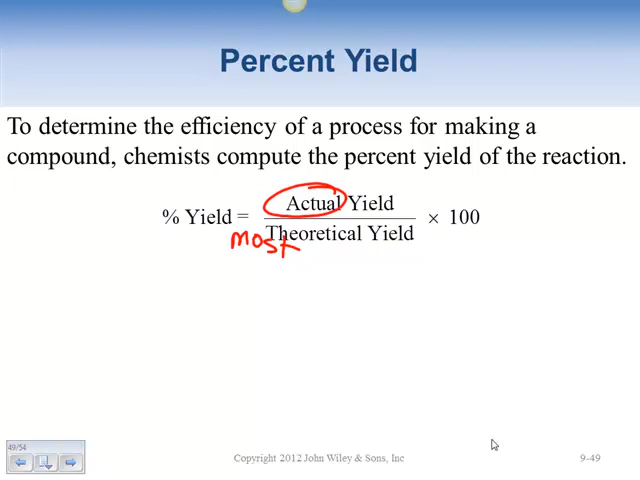 Percent Yield
To determine the efficiency of a process for making a
compound, chemists compute the percent yield of the reaction.
% Yield = Actual Yield
Theoretical Yield × 100
most
49/54
Copyright 2012 John Wiley & Sons, Inc
9-49